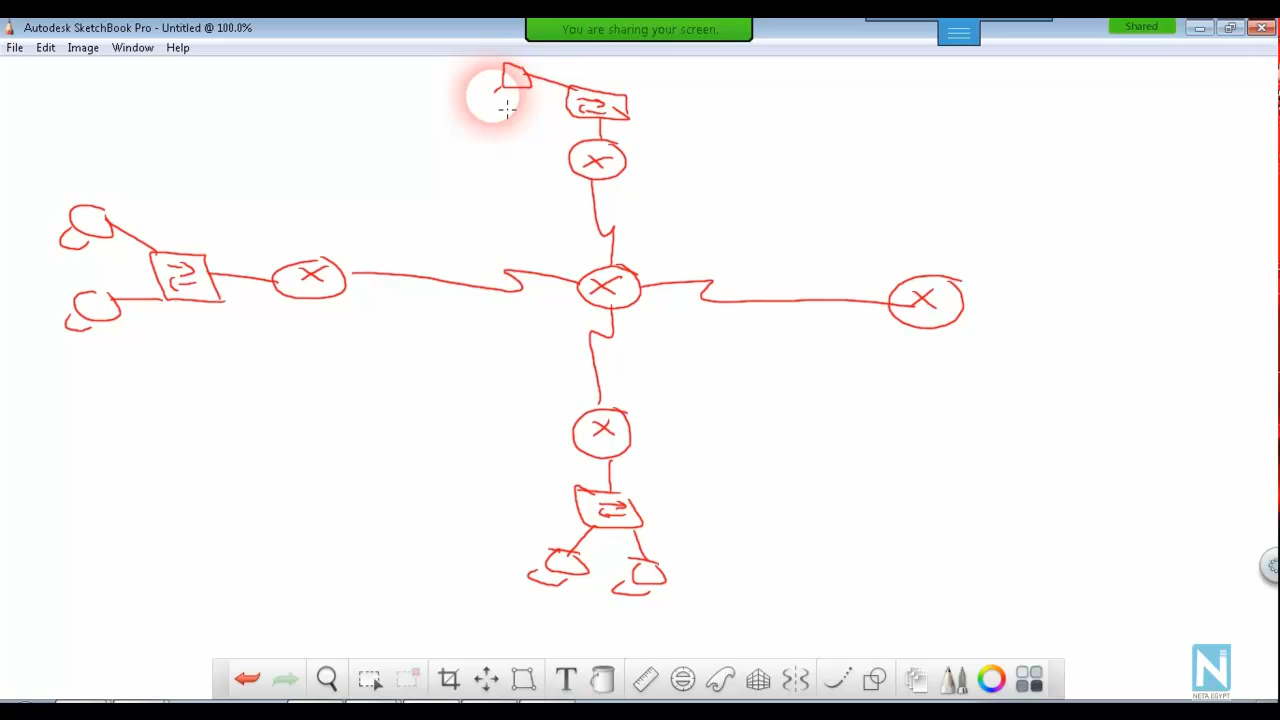 Autodesk SketchBook Pro - Untitled @ 100.0%
You are sharing your screen.
Shared
File Edit Image Window Help
X
X
X
X
X
T
N
NETA EGYPT